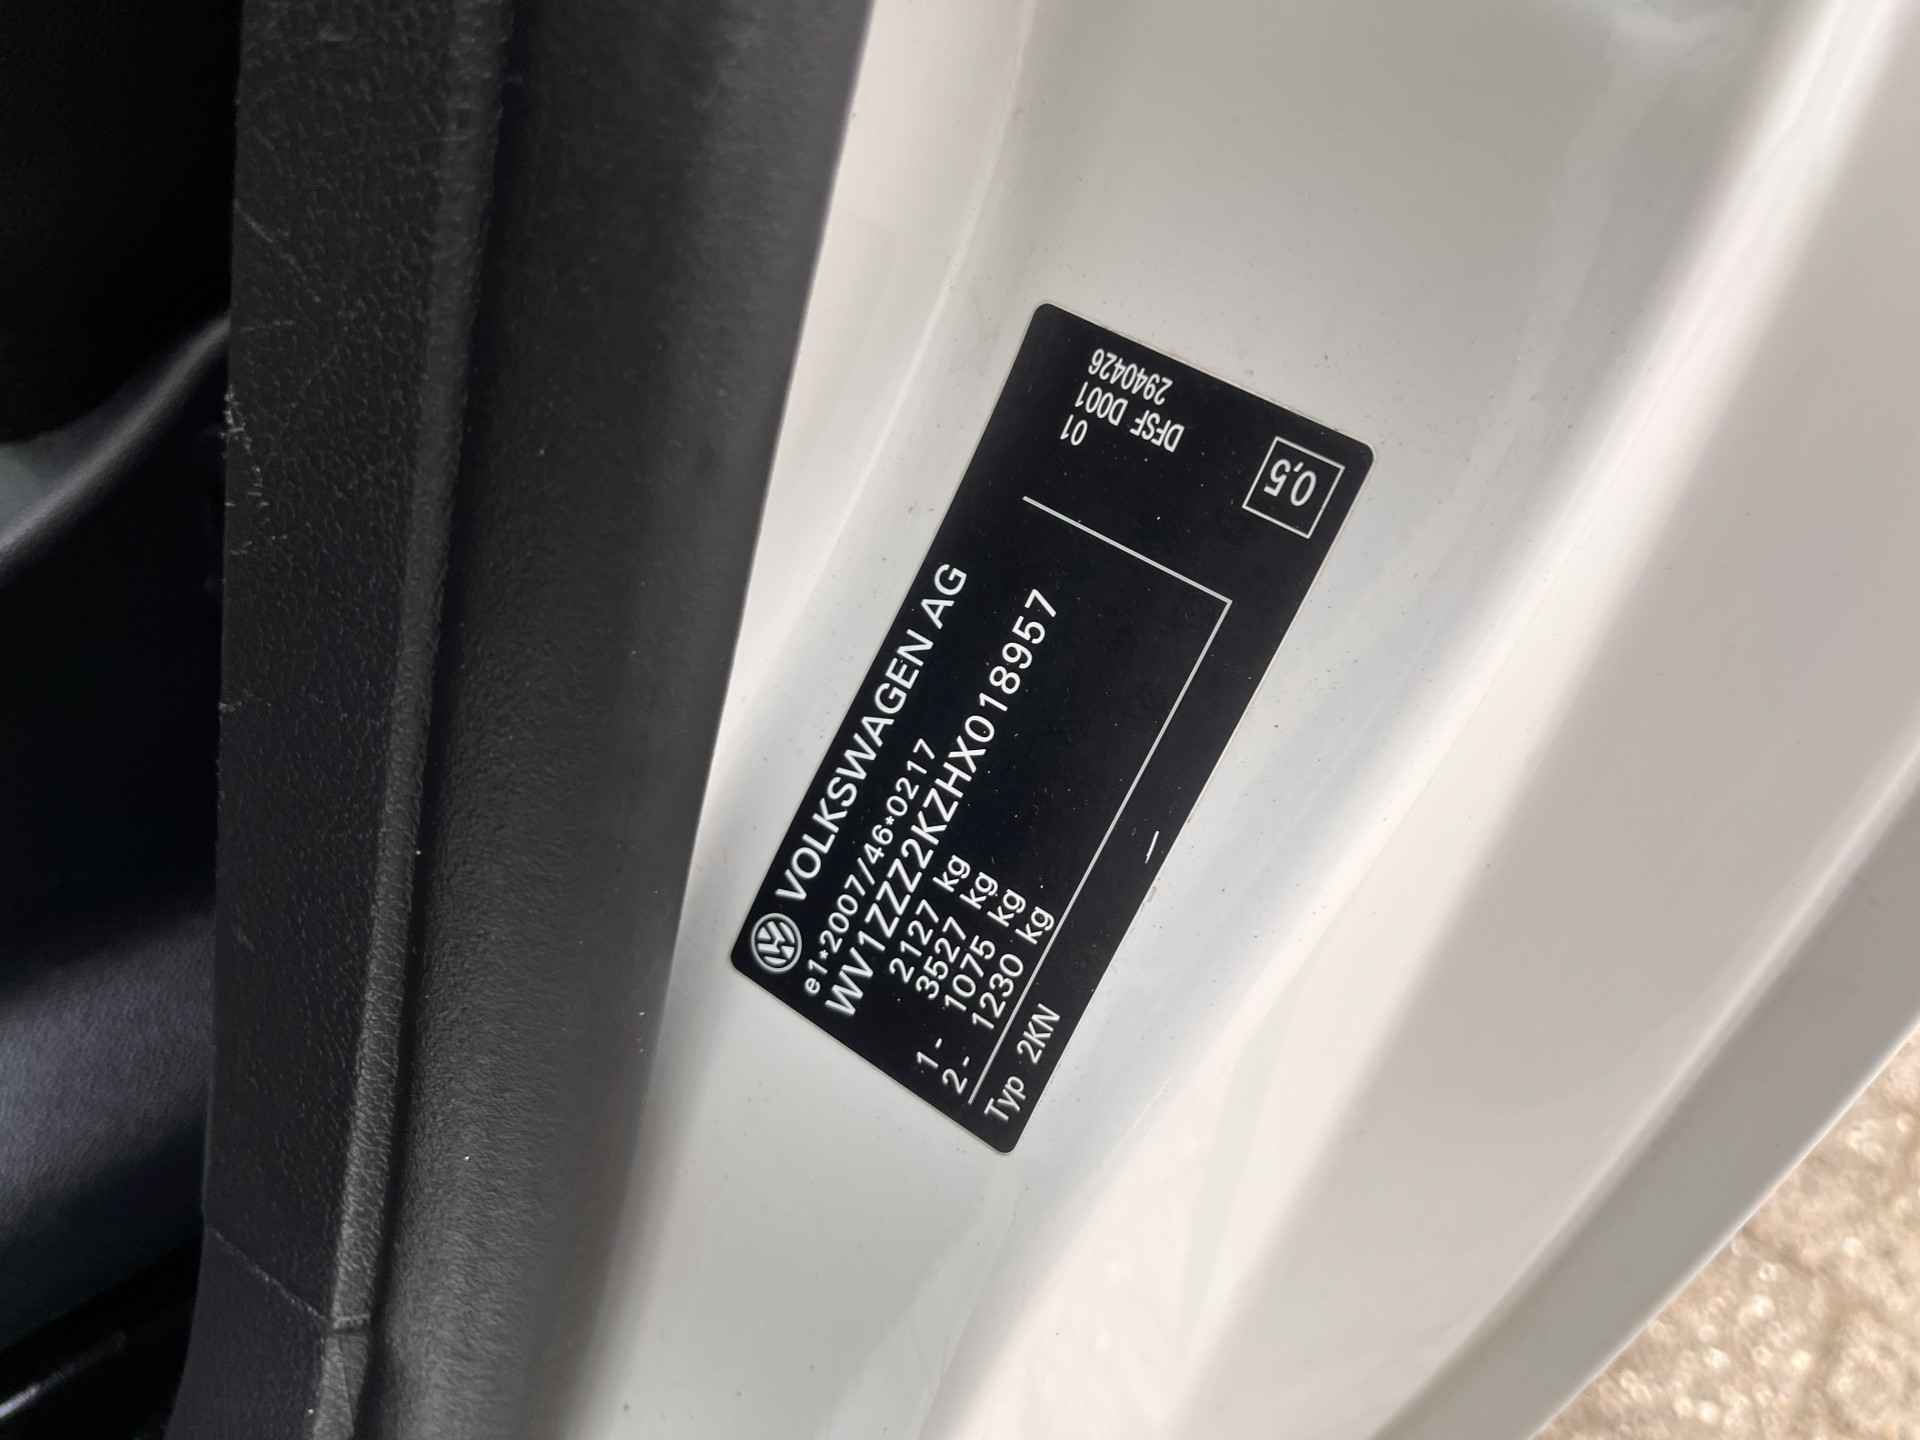 VOLKSWAGEN AG
e1*2007/46*0217
WV1ZZZ2KZHX018957
2127 kg
3527 kg
1- 1075 kg
2- 1230 kg
Typ 2KN
01
DFSF D001
2940426
0,5